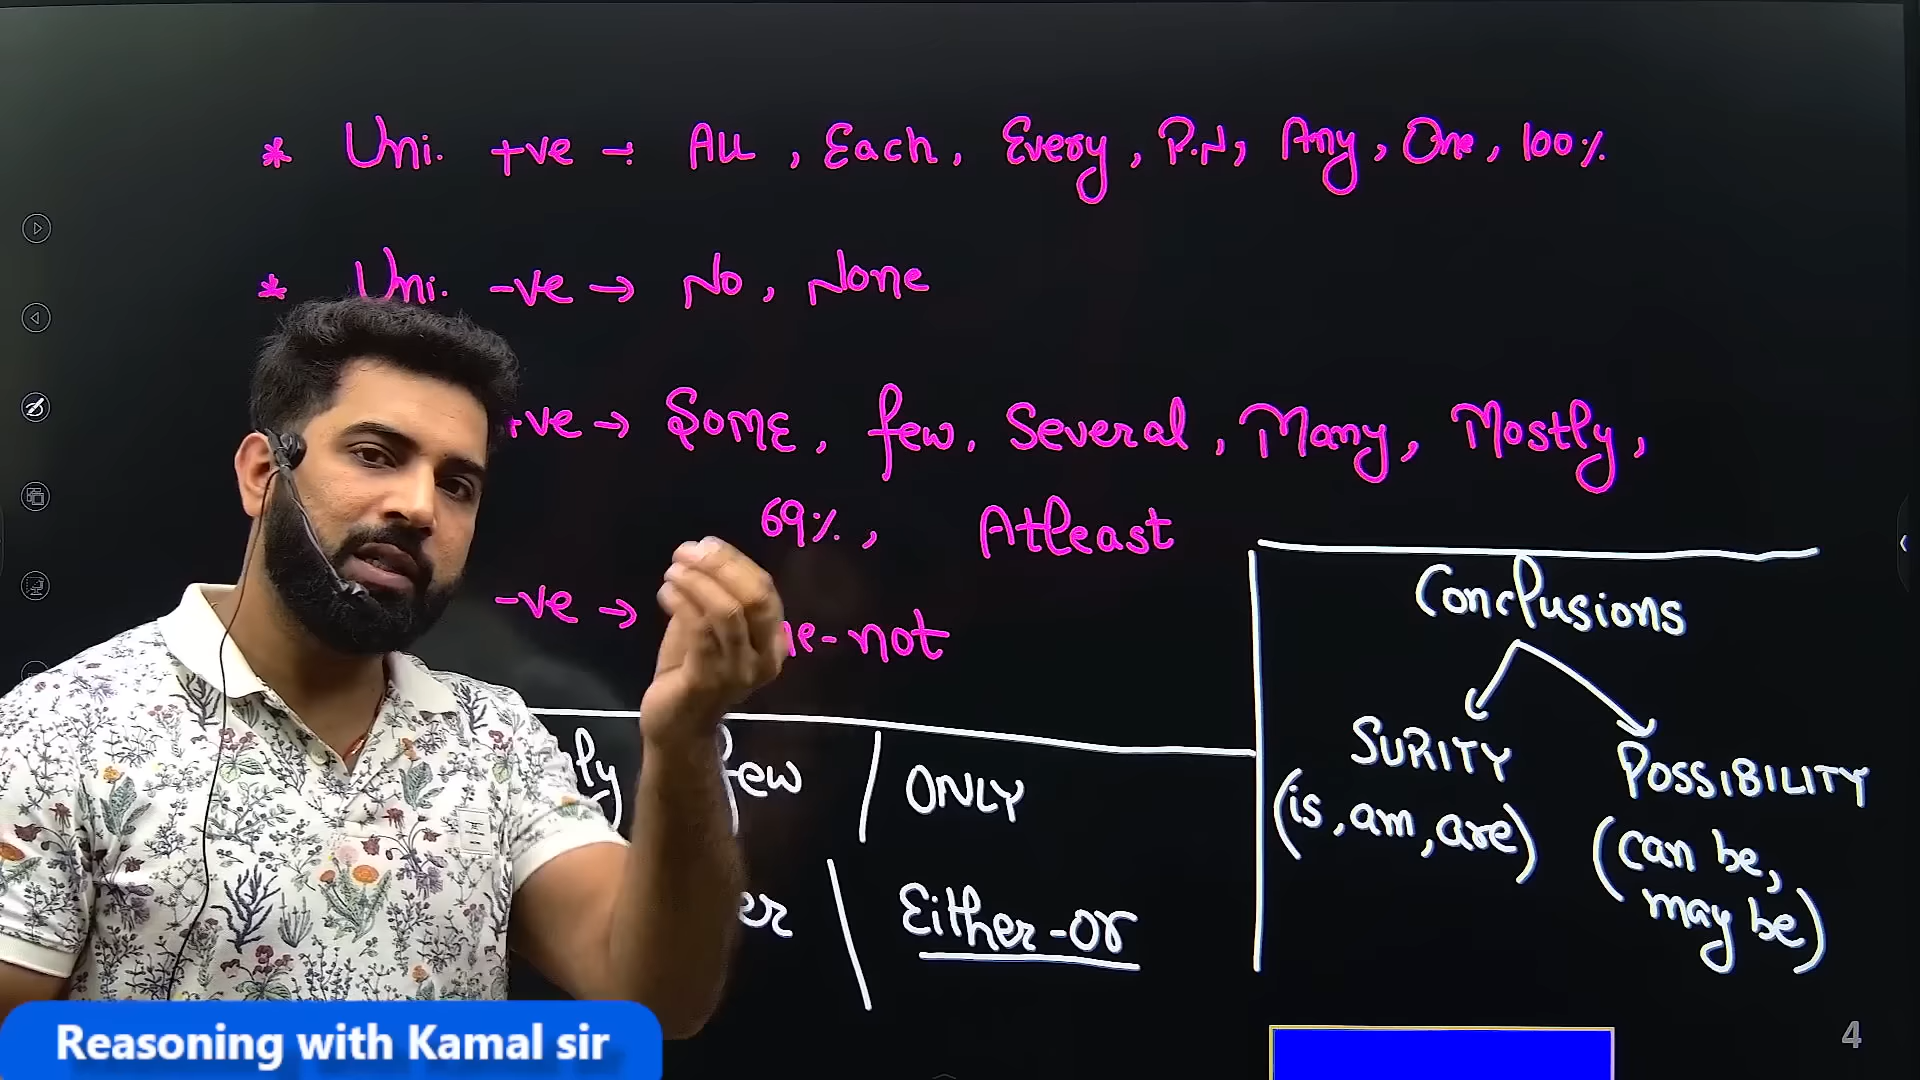 * Uni. +ve → All, Each, Every, P.N, Any, One, 100%
* Uni. -ve → No, None
+ve → Some, few, Several, Many, Mostly,
69%, Atleast
-ve → -not
few | ONLY
Either-or
Conclusions
SURITY POSSIBILITY
(is, am, are) (can be,
may be)
Reasoning with Kamal sir
4